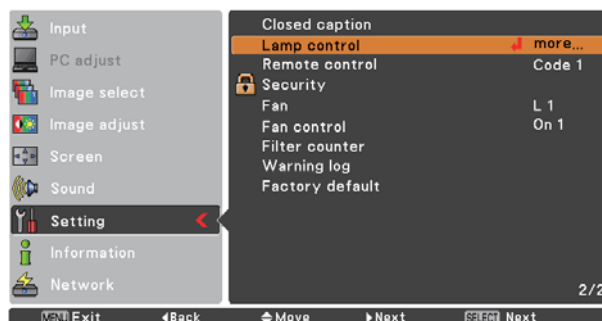 Input
PC adjust
Image select
Image adjust
Screen
Sound
Setting
Information
Network
Closed caption
Lamp control more...
Remote control Code 1
Security
Fan L 1
Fan control On 1
Filter counter
Warning log
Factory default
2/2
MENU Exit Back Move Next SELECT Next